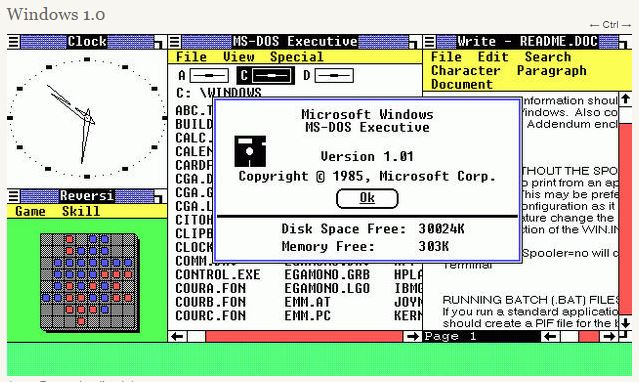 Windows 1.0
← Ctrl →
Clock
MS-DOS Executive
Write - README.DOC
File View Special
File Edit Search
Character Paragraph
Document
A
C
D
C: \WINDOWS
ABC.T
BUILD
CALC.
CALEN
CARDF
CGA.D
CGA.G
CGA.L
CITOH
CLIPB
CLOCK
CONTROL.EXE EGAMONO.GRB HPLA
COURA.FON EGAMONO.LGO IBMG
COURB.FON EMM.AT JOYM
COURC.FON EMM.PC KERN
Microsoft Windows
MS-DOS Executive
Version 1.01
Copyright © 1985, Microsoft Corp.
Ok
Disk Space Free: 30024K
Memory Free: 303K
Reversi
Game Skill
nformation shoul
indows. Also co
Addendum encl
THOUT THE SPO
o print from an ap
his may be prefe
onfiguration as it
ature change the
ction of the WIN.IN
Spooler=no will c
Terminal
RUNNING BATCH (.BAT) FILES
If you run a standard applicatio
should create a PIF file for the b
Page 1